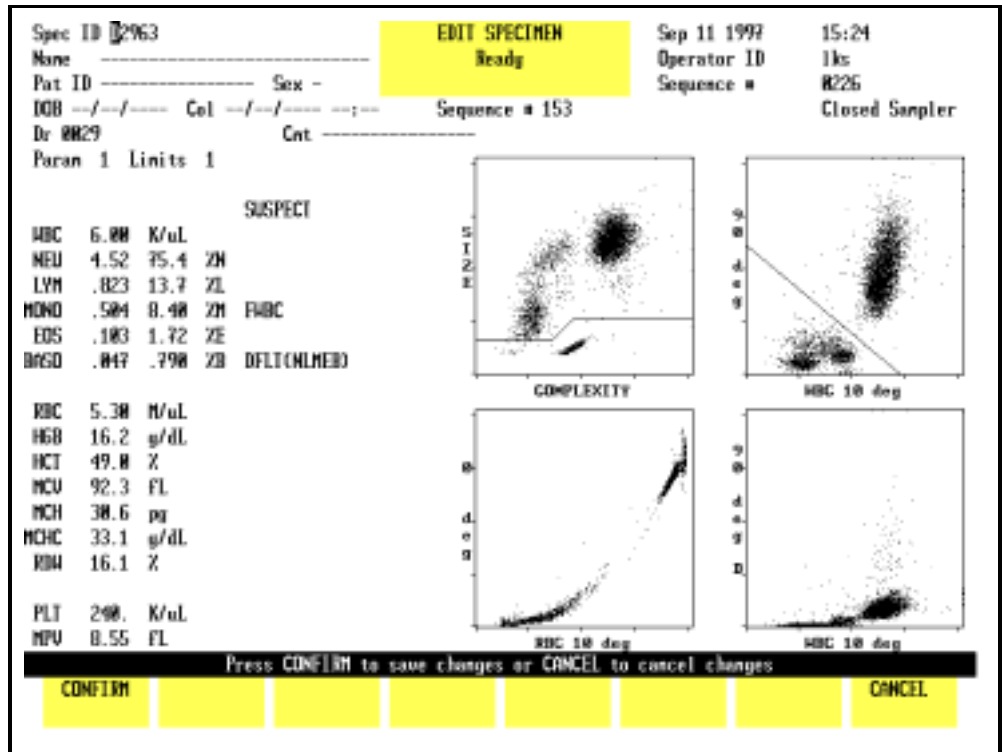 Spec ID 02963 EDIT SPECIMEN Sep 11 1997 15:24
Name ---------------------------- Ready Operator ID lks
Pat ID ---------------- Sex - Sequence # 0226
DOB --/--/---- Col --/--/---- --:-- Sequence # 153 Closed Sampler
Dr 0029 Cmt ----------------
Param 1 Limits 1
SUSPECT
WBC 6.00 K/uL
NEU 4.52 75.4 %N
LYM .823 13.7 %L
MONO .504 8.40 %M FWBC
EOS .103 1.72 %E
BASO .047 .790 %B DFLT(NLMEB)
RBC 5.30 M/uL
HGB 16.2 g/dL
HCT 49.0 %
MCV 92.3 fL
MCH 30.6 pg
MCHC 33.1 g/dL
RDW 16.1 %
PLT 240. K/uL
MPV 8.55 fL
SIZE
COMPLEXITY
90 deg
WBC 10 deg
0 deg
RBC 10 deg
90 deg D
WBC 10 deg
Press CONFIRM to save changes or CANCEL to cancel changes
CONFIRM CANCEL